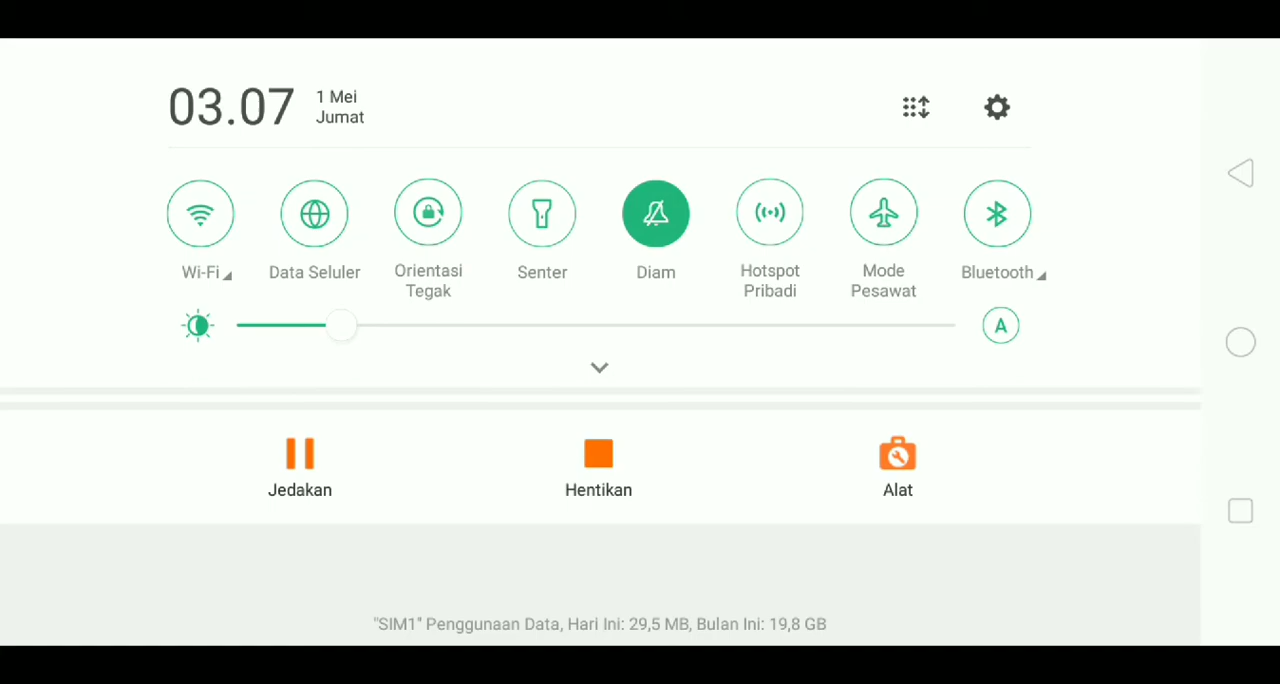 03.07
1 Mei
Jumat
Wi-Fi
Data Seluler
Orientasi
Tegak
Senter
Diam
Hotspot
Pribadi
Mode
Pesawat
Bluetooth
A
Jedakan
Hentikan
Alat
"SIM1" Penggunaan Data, Hari Ini: 29,5 MB, Bulan Ini: 19,8 GB